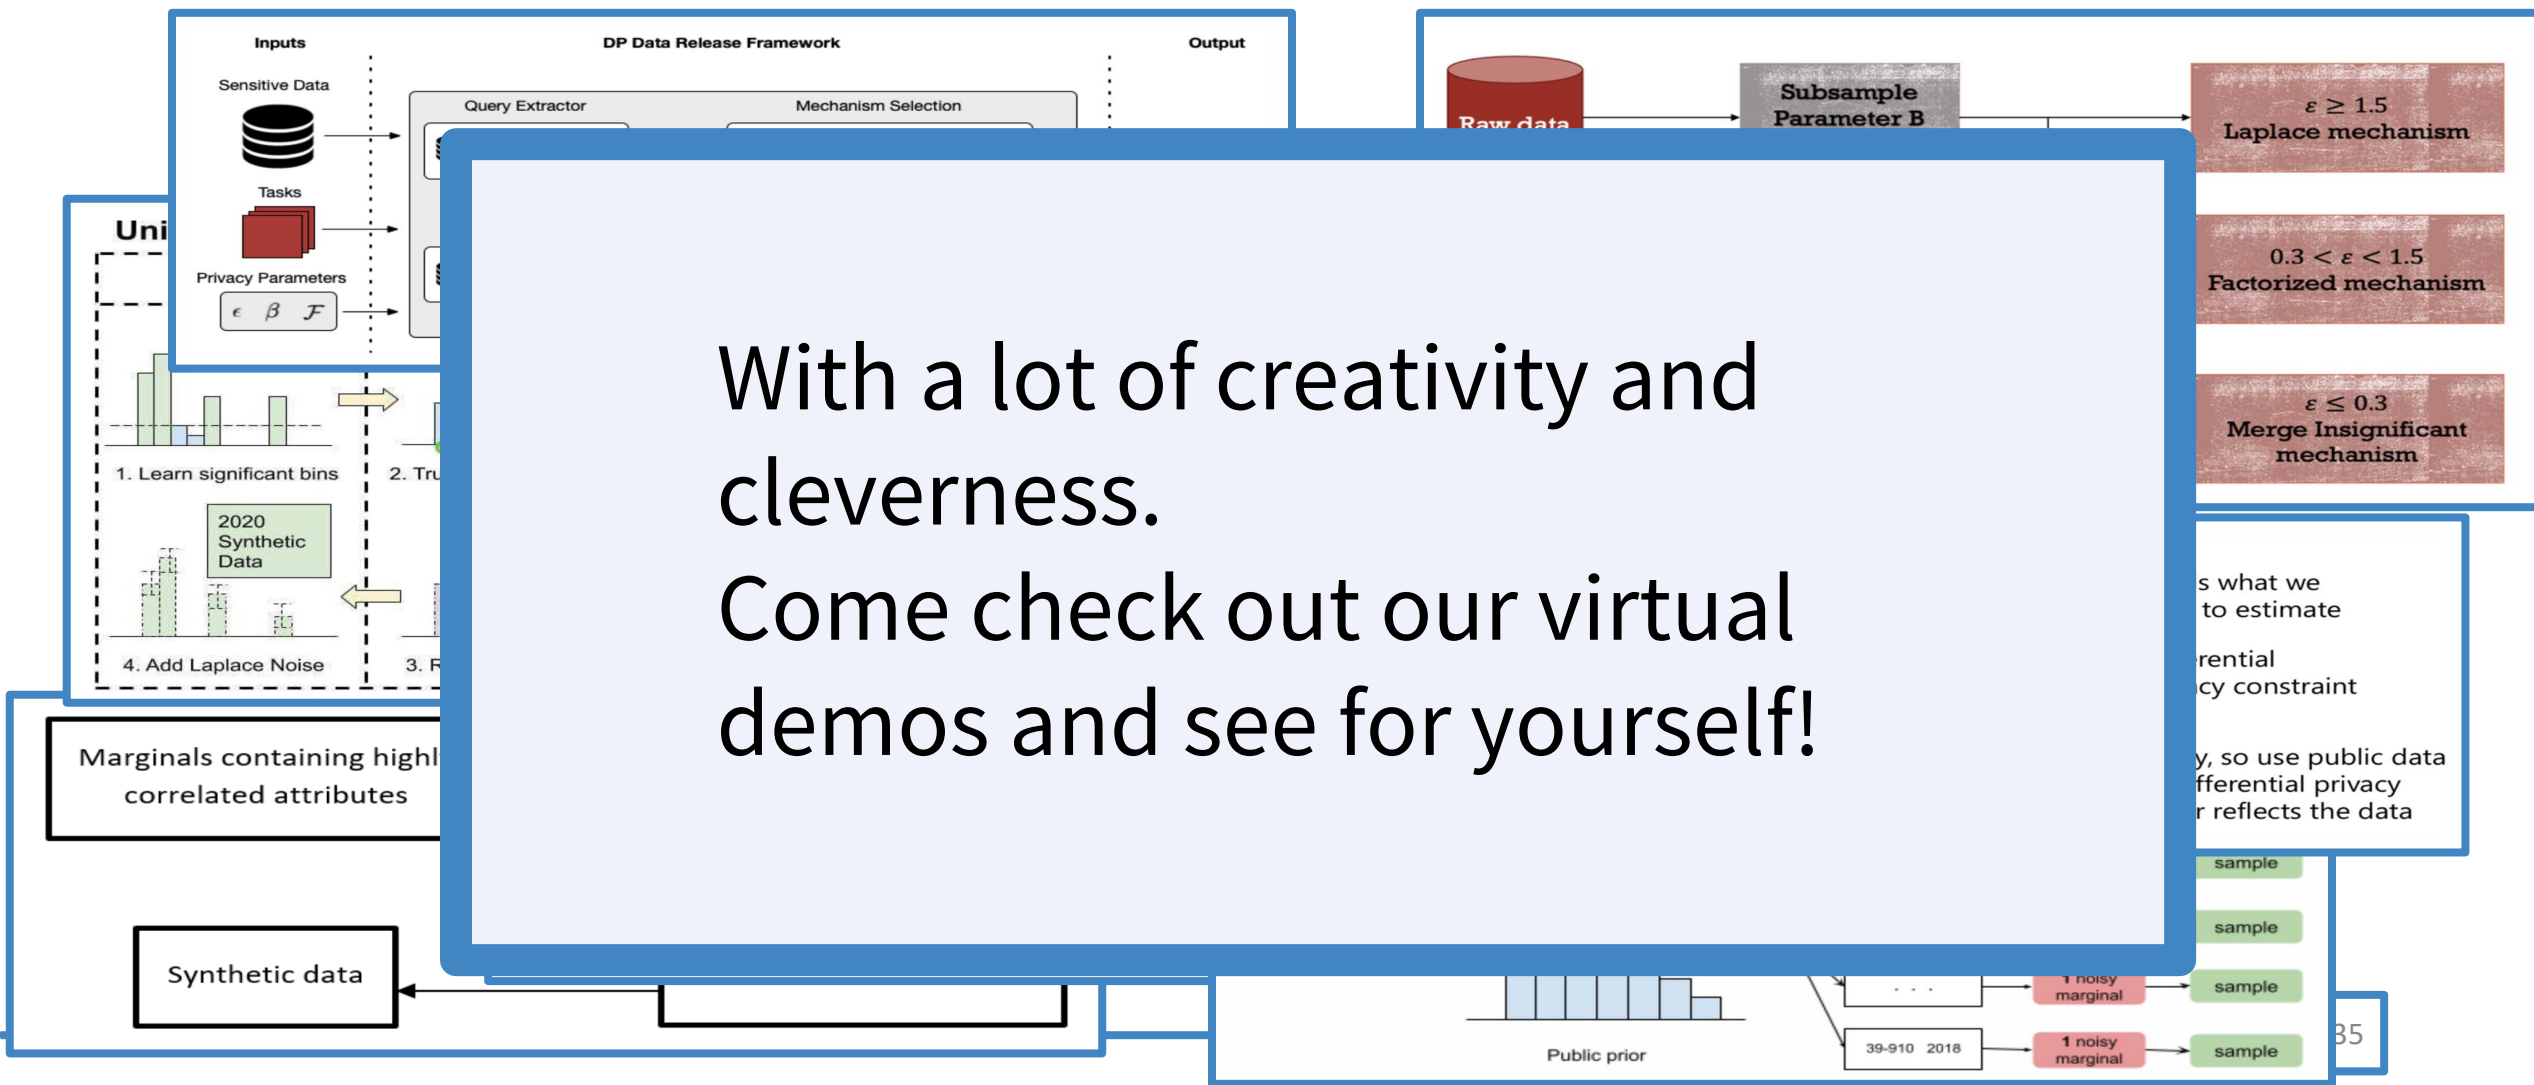 Inputs
DP Data Release Framework
Output
Sensitive Data
Query Extractor
Mechanism Selection
Tasks
Privacy Parameters
ϵ β ℱ
Raw data
Subsample
Parameter B
ε ≥ 1.5
Laplace mechanism
0.3 < ε < 1.5
Factorized mechanism
ε ≤ 0.3
Merge Insignificant
mechanism
With a lot of creativity and
cleverness.
Come check out our virtual
demos and see for yourself!
1. Learn significant bins
2.
2020
Synthetic
Data
4. Add Laplace Noise
3.
what we
to estimate
constraint
so use public data
privacy
reflects the data
Marginals containing
correlated attributes
Synthetic data
Public prior
sample
sample
. . .
1 noisy
marginal
sample
39-910 2018
1 noisy
marginal
sample
35